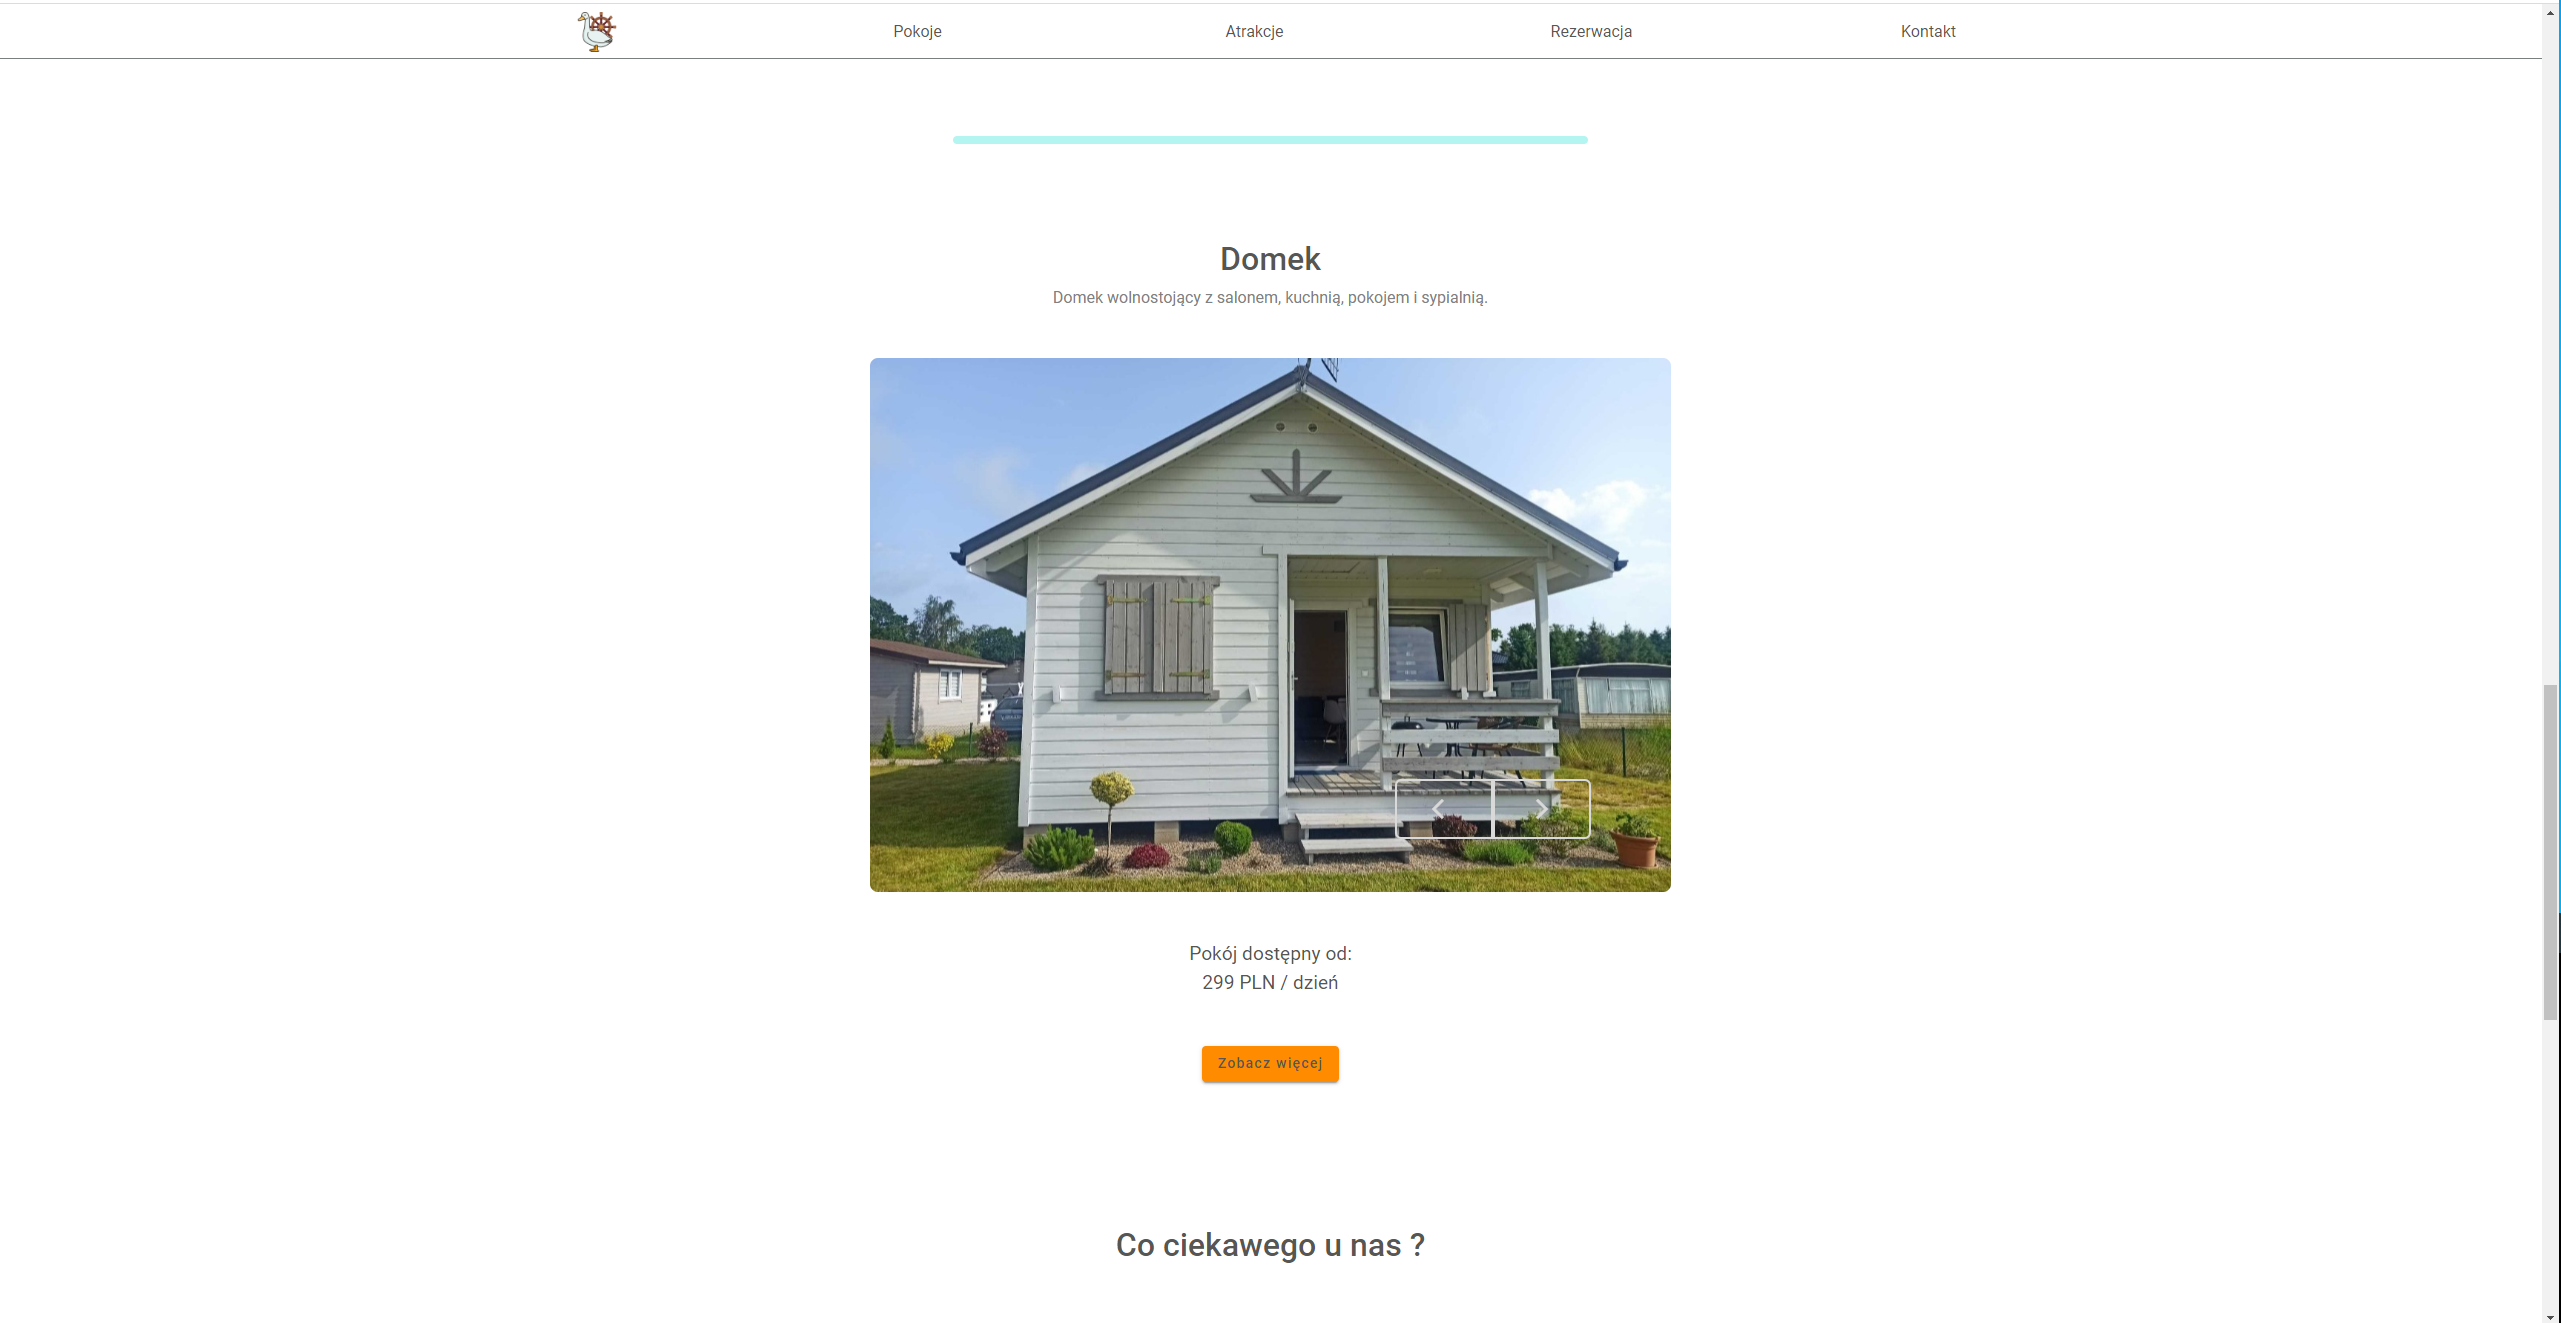 Pokoje
Atrakcje
Rezerwacja
Kontakt
Domek
Domek wolnostojący z salonem, kuchnią, pokojem i sypialnią.
Pokój dostępny od:
299 PLN / dzień
Zobacz więcej
Co ciekawego u nas ?